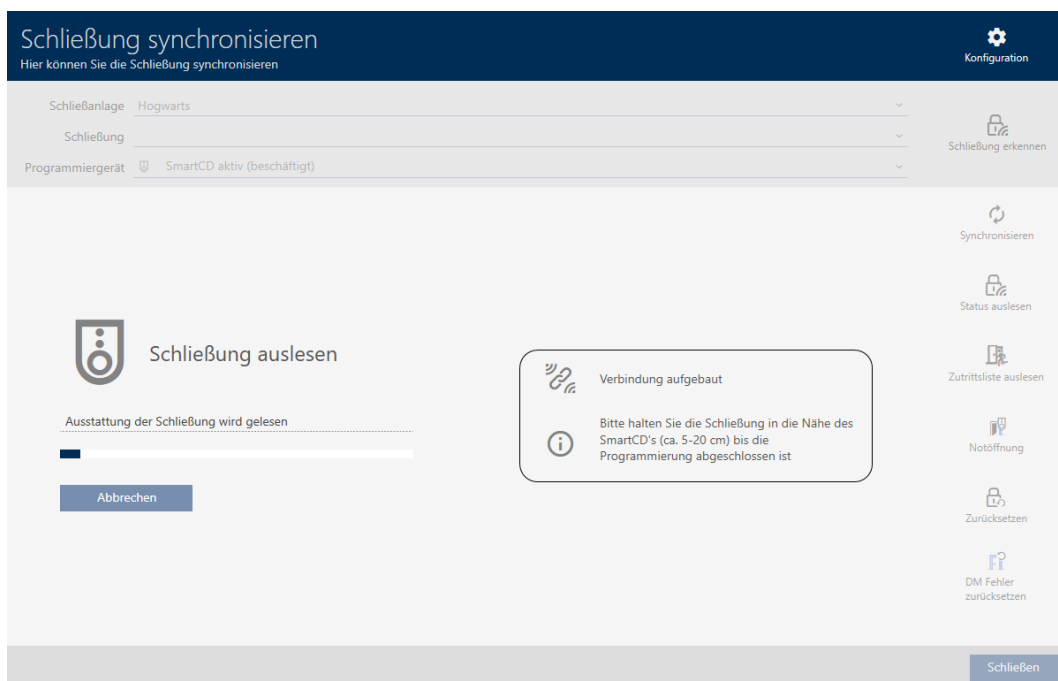 Schließung synchronisieren
Hier können Sie die Schließung synchronisieren
Konfiguration
Schließanlage Hogwarts
Schließung
Programmiergerät SmartCD aktiv (beschäftigt)
Schließung erkennen
Synchronisieren
Status auslesen
Zutrittsliste auslesen
Notöffnung
Zurücksetzen
DM Fehler
zurücksetzen
Schließung auslesen
Ausstattung der Schließung wird gelesen
Abbrechen
Verbindung aufgebaut
Bitte halten Sie die Schließung in die Nähe des
SmartCD's (ca. 5-20 cm) bis die
Programmierung abgeschlossen ist
Schließen